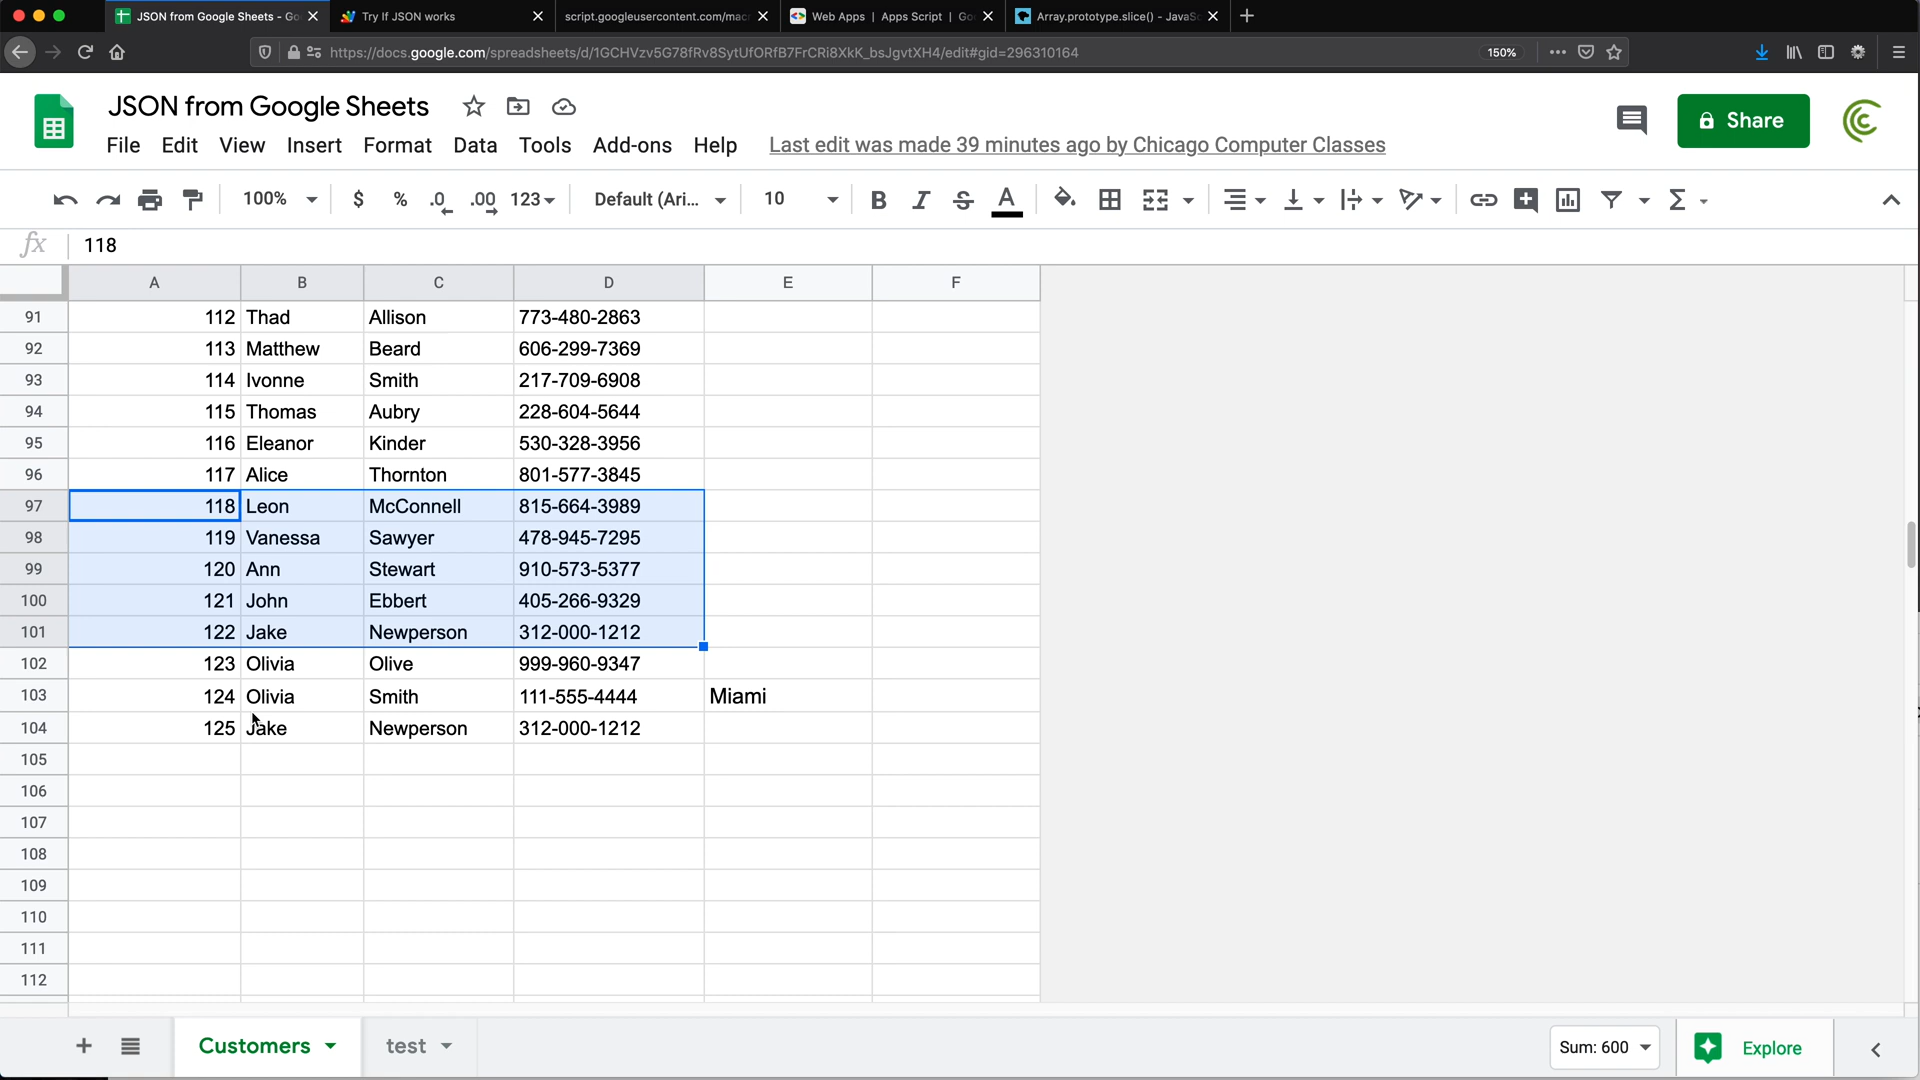 JSON from Google Sheets - Go
Try If JSON works
script.googleusercontent.com/mac
Web Apps | Apps Script | Go
Array.prototype.slice() - JavaS
https://docs.google.com/spreadsheets/d/1GCHVzv5G78fRv8SytUfORfB7FrCRi8XkK_bsJgvtXH4/edit#gid=296310164
150%
JSON from Google Sheets
Share
File Edit View Insert Format Data Tools Add-ons Help Last edit was made 39 minutes ago by Chicago Computer Classes
100% $ % .0 .00 123 Default (Ari... 10 B I S A
fx 118
A B C D E F
91 112 Thad Allison 773-480-2863
92 113 Matthew Beard 606-299-7369
93 114 Ivonne Smith 217-709-6908
94 115 Thomas Aubry 228-604-5644
95 116 Eleanor Kinder 530-328-3956
96 117 Alice Thornton 801-577-3845
97 118 Leon McConnell 815-664-3989
98 119 Vanessa Sawyer 478-945-7295
99 120 Ann Stewart 910-573-5377
100 121 John Ebbert 405-266-9329
101 122 Jake Newperson 312-000-1212
102 123 Olivia Olive 999-960-9347
103 124 Olivia Smith 111-555-4444 Miami
104 125 Jake Newperson 312-000-1212
105
106
107
108
109
110
111
112
Customers test Sum: 600 Explore